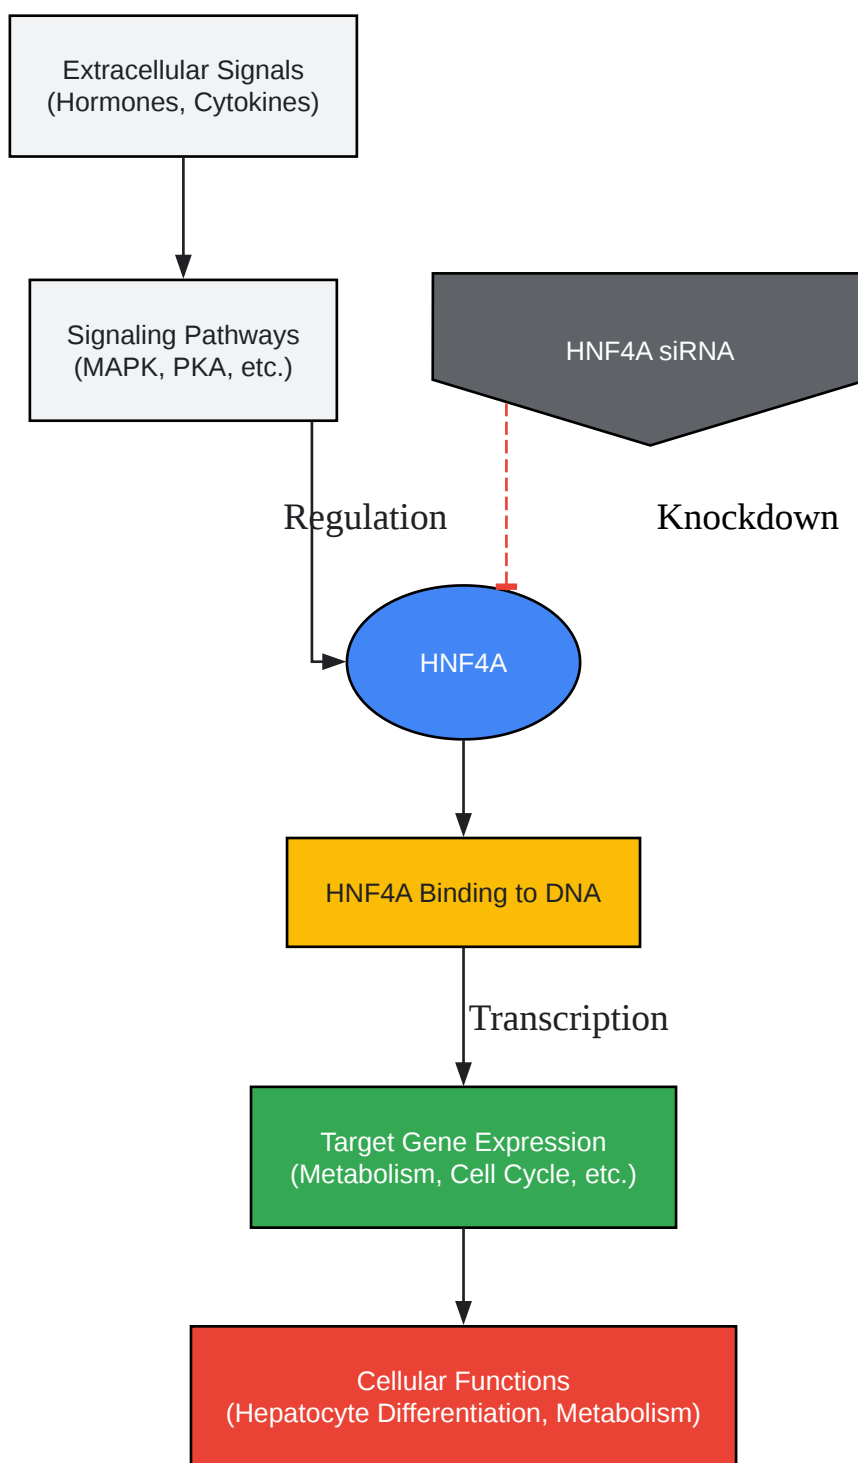 Extracellular Signals
(Hormones, Cytokines)
Signaling Pathways
(MAPK, PKA, etc.)
HNF4A siRNA
Regulation
Knockdown
HNF4A
HNF4A Binding to DNA
Transcription
Target Gene Expression
(Metabolism, Cell Cycle, etc.)
Cellular Functions
(Hepatocyte Differentiation, Metabolism)